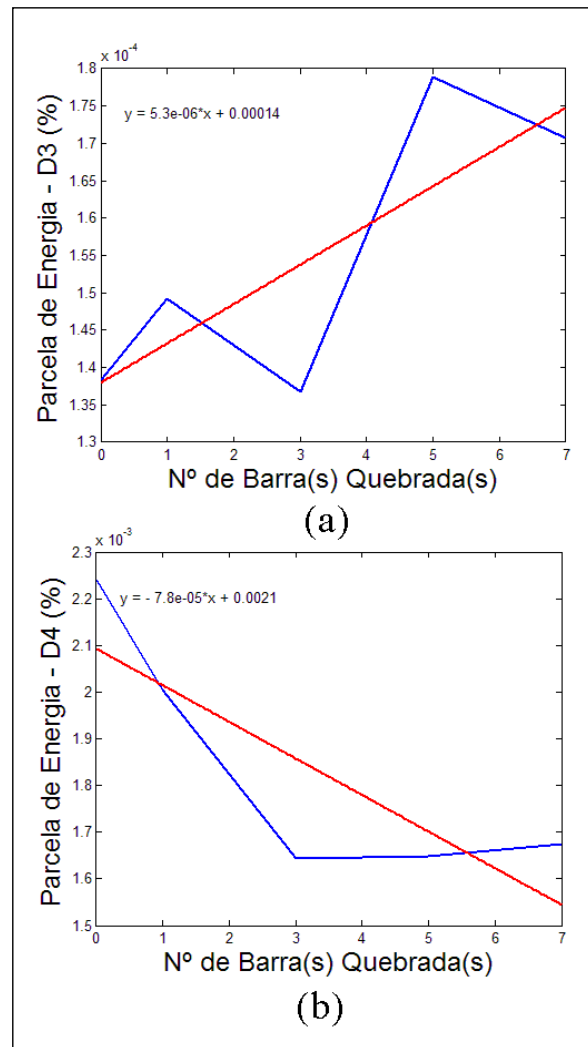 x 10⁻⁴
1.8
1.75
1.7
1.65
1.6
1.55
1.5
1.45
1.4
1.35
1.3
y = 5.3e-06*x + 0.00014
Parcela de Energia - D3 (%)
0 1 2 3 4 5 6 7
Nº de Barra(s) Quebrada(s)
(a)
x 10⁻³
2.3
2.2
2.1
2
1.9
1.8
1.7
1.6
1.5
y = - 7.8e-05*x + 0.0021
Parcela de Energia - D4 (%)
0 1 2 3 4 5 6 7
Nº de Barra(s) Quebrada(s)
(b)